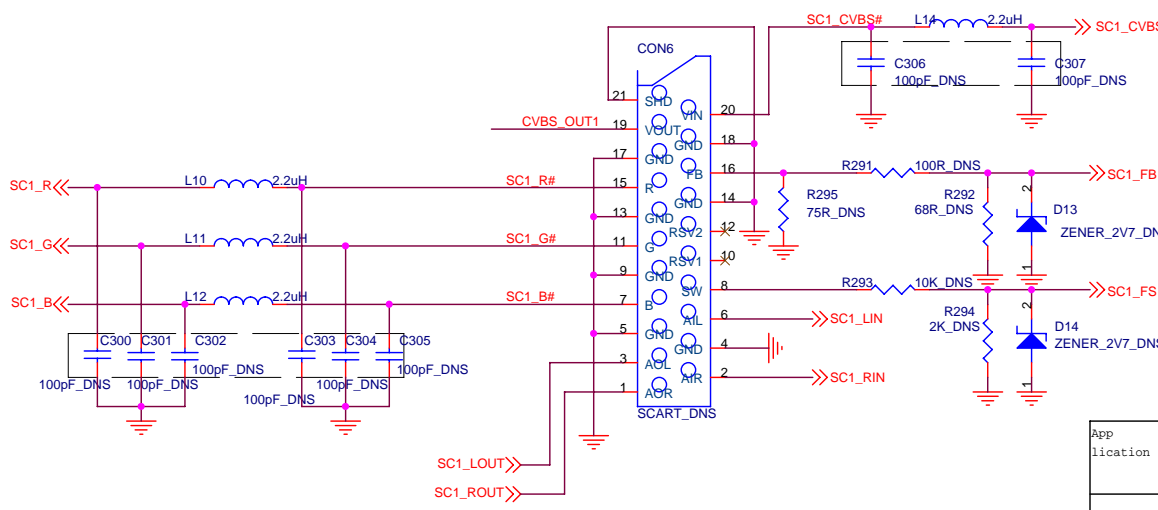 SC1_CVBS# L14 2.2uH SC1_CVBS
CON6
C306 C307
100pF_DNS 100pF_DNS
21 SHD
VIN 20
CVBS_OUT1 19 VOUT
GND 18
17 GND
FB 16 R291 100R_DNS SC1_FB
SC1_R L10 2.2uH SC1_R# 15 R
R295
75R_DNS
R292
68R_DNS
2
D13
ZENER_2V7_DN
1
GND 14
13 GND
RSV2 12
SC1_G L11 2.2uH SC1_G# 11 G
RSV1 10
9 GND
SW 8 R293 10K_DNS SC1_FS
SC1_B L12 2.2uH SC1_B# 7 B
AIL 6 SC1_LIN
R294
2K_DNS
2
D14
ZENER_2V7_DNS
1
5 GND
GND 4
C300 C301 C302 C303 C304 C305
3 AOL
100pF_DNS 100pF_DNS 100pF_DNS 100pF_DNS 100pF_DNS 100pF_DNS
AIR 2 SC1_RIN
1 AOR
SCART_DNS
SC1_LOUT
SC1_ROUT
App
lication